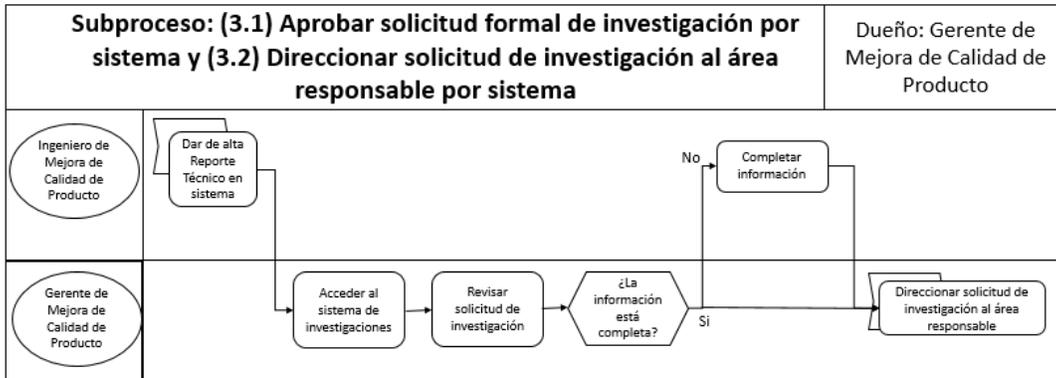 Subproceso: (3.1) Aprobar solicitud formal de investigación por
sistema y (3.2) Direccionar solicitud de investigación al área
responsable por sistema
Dueño: Gerente de
Mejora de Calidad de
Producto
Ingeniero de
Mejora de
Calidad de
Producto
Dar de alta
Reporte
Técnico en
sistema
No
Completar
información
Gerente de
Mejora de
Calidad de
Producto
Acceder al
sistema de
investigaciones
Revisar
solicitud de
investigación
¿La
información
está
completa?
Si
Direccionar solicitud de
investigación al área
responsable